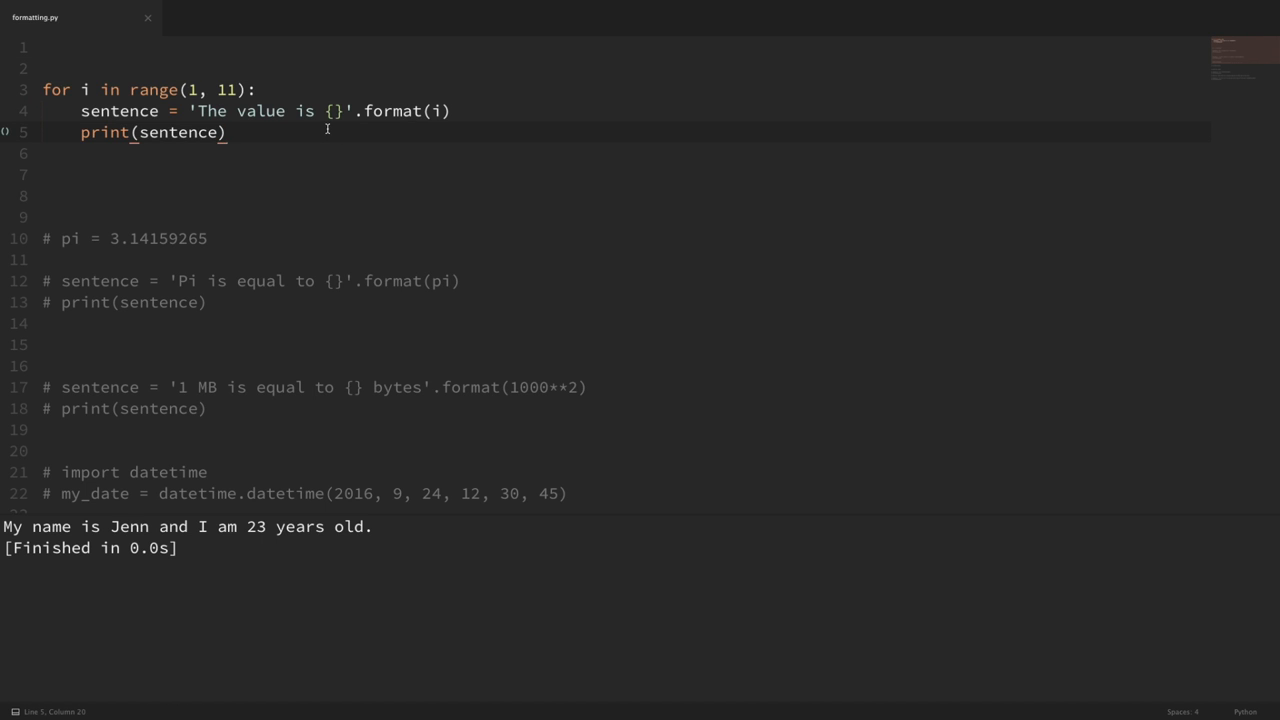 formatting.py ×
1
2
3 for i in range(1, 11):
4     sentence = 'The value is {}'.format(i)
() 5     print(sentence)
6
7
8
9
10 # pi = 3.14159265
11
12 # sentence = 'Pi is equal to {}'.format(pi)
13 # print(sentence)
14
15
16
17 # sentence = '1 MB is equal to {} bytes'.format(1000**2)
18 # print(sentence)
19
20
21 # import datetime
22 # my_date = datetime.datetime(2016, 9, 24, 12, 30, 45)
My name is Jenn and I am 23 years old.
[Finished in 0.0s]
Line 5, Column 20 Spaces: 4 Python